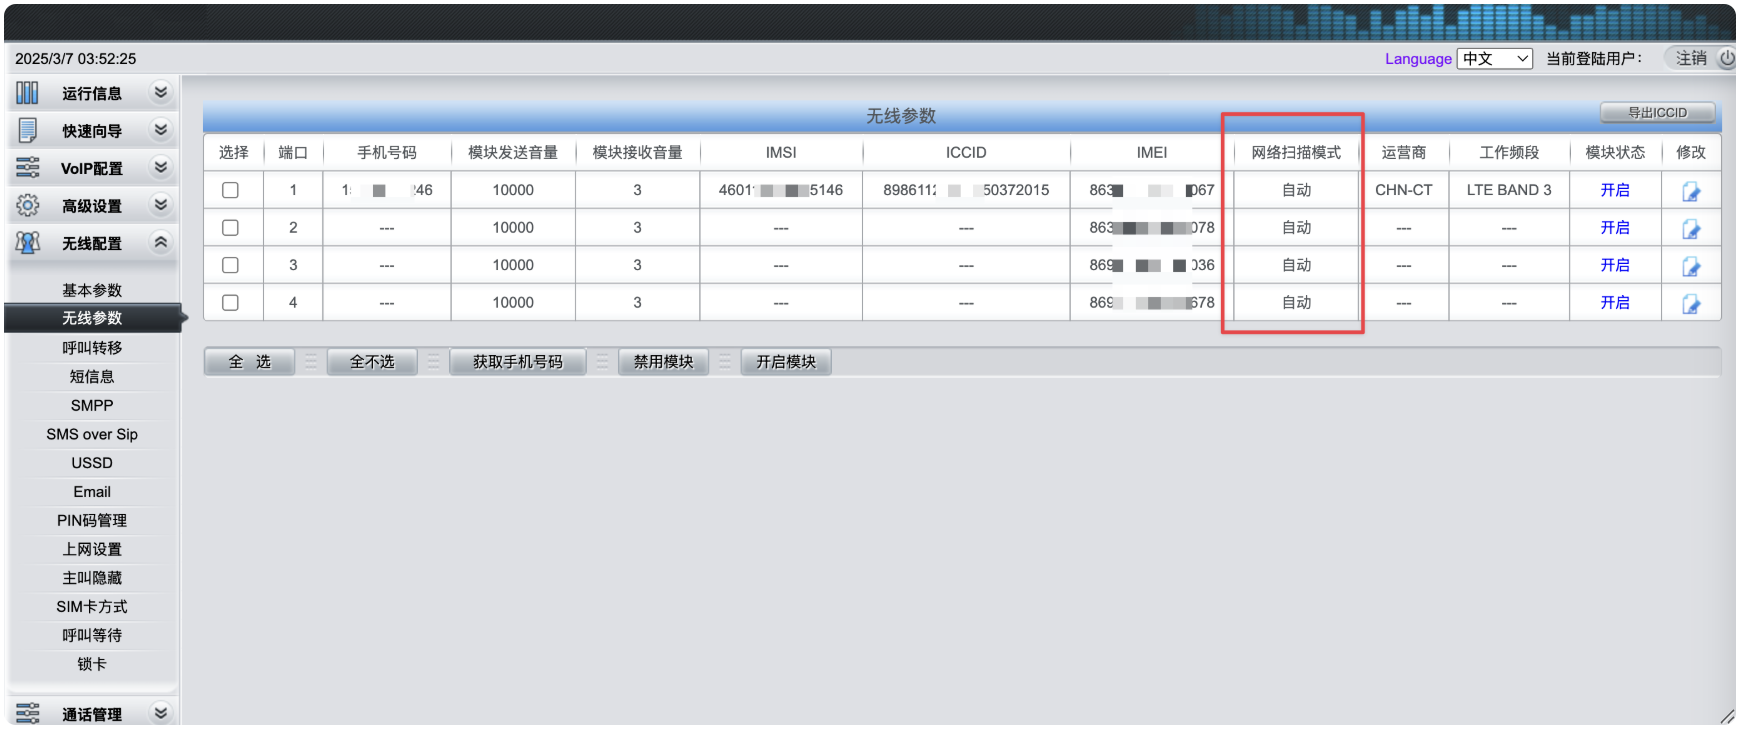 2025/3/7 03:52:25
Language 中文 当前登陆用户： 注销
运行信息
快速向导
VoIP配置
高级设置
无线配置
基本参数
无线参数
呼叫转移
短信息
SMPP
SMS over Sip
USSD
Email
PIN码管理
上网设置
主叫隐藏
SIM卡方式
呼叫等待
锁卡
通话管理
无线参数 导出ICCID
选择 端口 手机号码 模块发送音量 模块接收音量 IMSI ICCID IMEI 网络扫描模式 运营商 工作频段 模块状态 修改
1 246 10000 3 4601 5146 8986112 50372015 863 067 自动 CHN-CT LTE BAND 3 开启
2 --- 10000 3 --- --- 863 078 自动 --- --- 开启
3 --- 10000 3 --- --- 869 036 自动 --- --- 开启
4 --- 10000 3 --- --- 869 678 自动 --- --- 开启
全 选 全不选 获取手机号码 禁用模块 开启模块